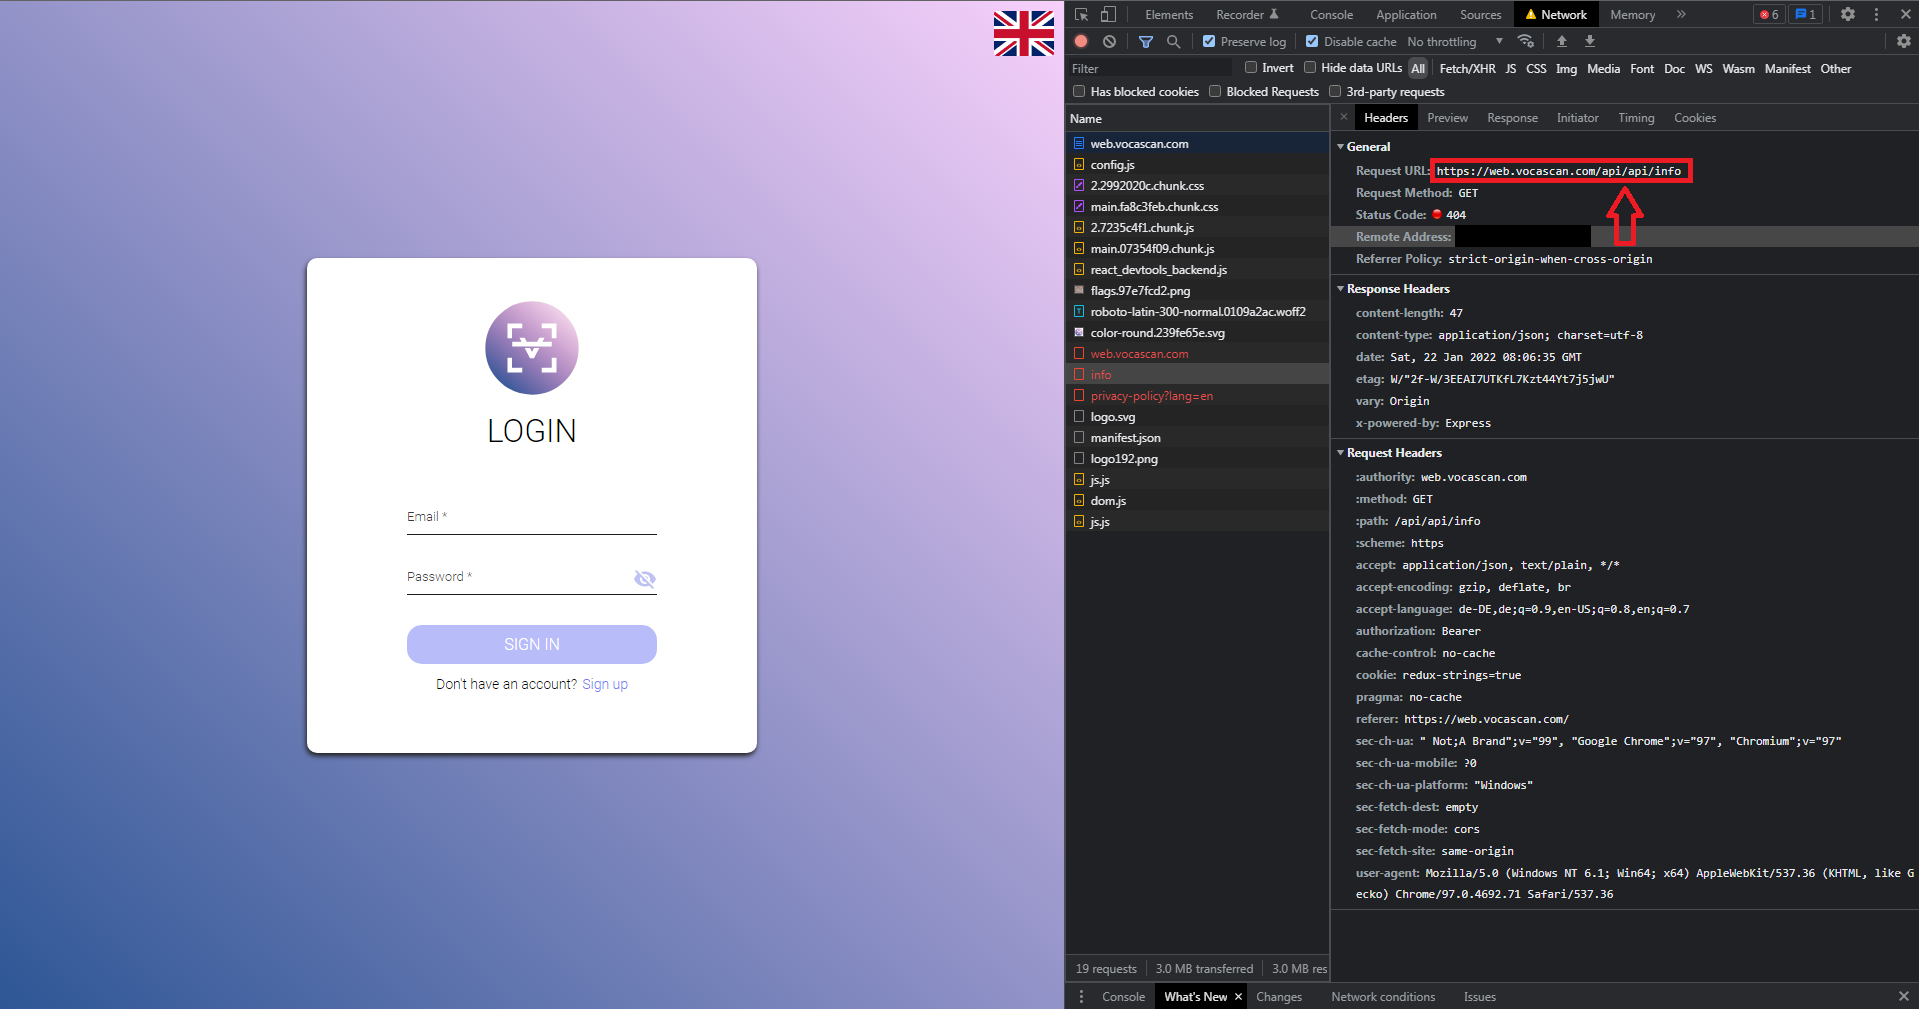 LOGIN
Email *
Password *
SIGN IN
Don't have an account? Sign up
Elements Recorder Console Application Sources Network Memory » 6 1
Preserve log Disable cache No throttling
Filter Invert Hide data URLs All Fetch/XHR JS CSS Img Media Font Doc WS Wasm Manifest Other
Has blocked cookies Blocked Requests 3rd-party requests
Name
web.vocascan.com
config.js
2.2992020c.chunk.css
main.fa8c3feb.chunk.css
2.7235c4f1.chunk.js
main.07354f09.chunk.js
react_devtools_backend.js
flags.97e7fcd2.png
roboto-latin-300-normal.0109a2ac.woff2
color-round.239fe65e.svg
web.vocascan.com
info
privacy-policy?lang=en
logo.svg
manifest.json
logo192.png
js.js
dom.js
js.js
19 requests 3.0 MB transferred 3.0 MB res
Headers Preview Response Initiator Timing Cookies
General
Request URL: https://web.vocascan.com/api/api/info
Request Method: GET
Status Code: 404
Remote Address:
Referrer Policy: strict-origin-when-cross-origin
Response Headers
content-length: 47
content-type: application/json; charset=utf-8
date: Sat, 22 Jan 2022 08:06:35 GMT
etag: W/"2f-W/3EEAI7UTKfL7Kzt44Yt7j5jwU"
vary: Origin
x-powered-by: Express
Request Headers
:authority: web.vocascan.com
:method: GET
:path: /api/api/info
:scheme: https
accept: application/json, text/plain, */*
accept-encoding: gzip, deflate, br
accept-language: de-DE,de;q=0.9,en-US;q=0.8,en;q=0.7
authorization: Bearer
cache-control: no-cache
cookie: redux-strings=true
pragma: no-cache
referer: https://web.vocascan.com/
sec-ch-ua: " Not;A Brand";v="99", "Google Chrome";v="97", "Chromium";v="97"
sec-ch-ua-mobile: ?0
sec-ch-ua-platform: "Windows"
sec-fetch-dest: empty
sec-fetch-mode: cors
sec-fetch-site: same-origin
user-agent: Mozilla/5.0 (Windows NT 6.1; Win64; x64) AppleWebKit/537.36 (KHTML, like G
ecko) Chrome/97.0.4692.71 Safari/537.36
Console What's New Changes Network conditions Issues